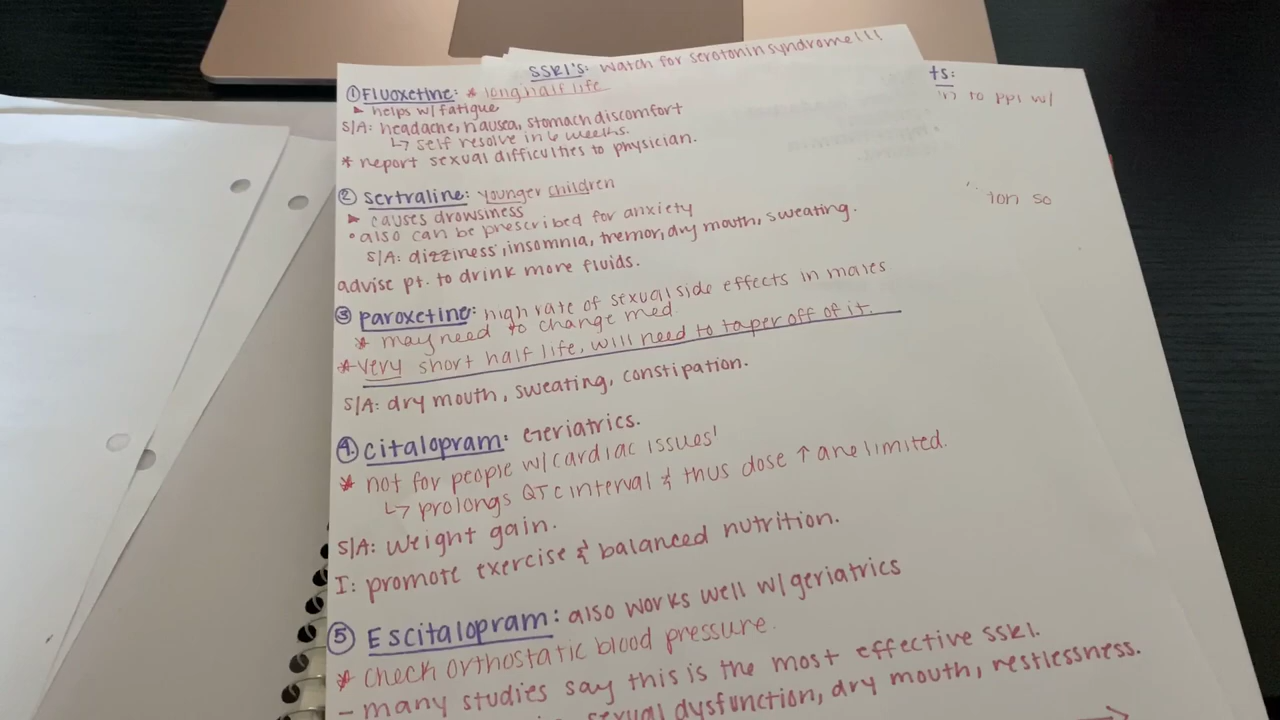 SSRI's: watch for serotonin syndrome!!!
① Fluoxetine: * long half life
➤ helps w/ fatigue
S/A: headache, nausea, stomach discomfort
↳ self resolve in 6 weeks.
* report sexual difficulties to physician.
② sertraline: younger children
➤ causes drowsiness
• also can be prescribed for anxiety
S/A: dizziness, insomnia, tremor, dry mouth, sweating.
advise pt. to drink more fluids.
③ paroxetine: high rate of sexual side effects in males
* may need to change med.
* very short half life, will need to taper off of it.
S/A: dry mouth, sweating, constipation.
④ citalopram: Geriatrics.
* not for people w/ cardiac issues!
↳ prolongs QTC interval & thus dose ↑ are limited.
S/A: weight gain.
I: promote exercise & balanced nutrition.
⑤ Escitalopram: also works well w/ geriatrics
* check orthostatic blood pressure.
- many studies say this is the most effective SSRI.
sexual dysfunction, dry mouth, restlessness.
ts:
to ppl w/
ion so